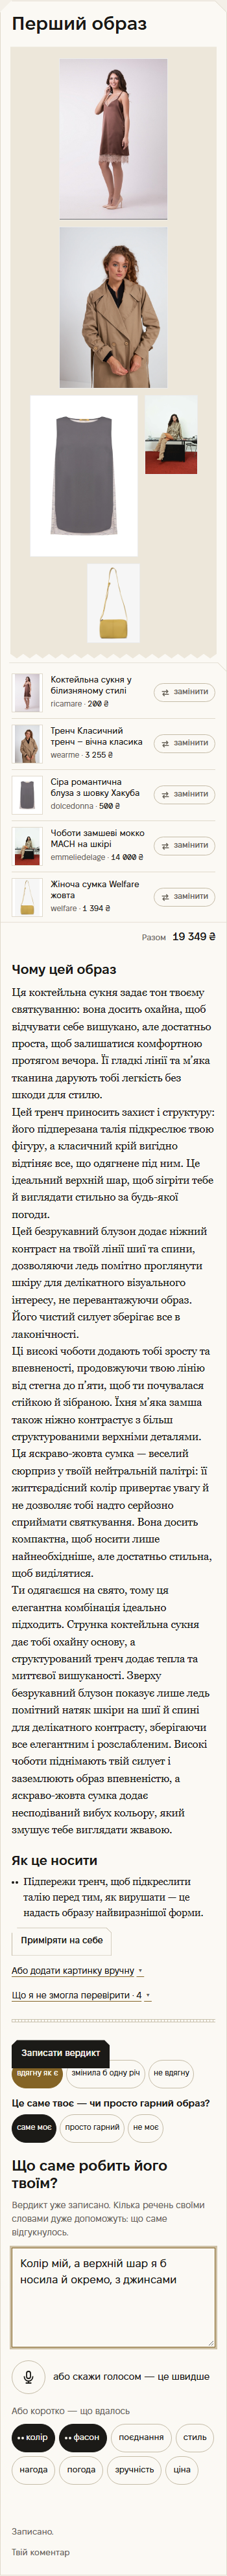 Перший образ
Коктейльна сукня у
білизняному стилі
ricamare · 200 ₴
замінити
Тренч Класичний
тренч – вічна класика
wearme · 3 255 ₴
замінити
Сіра романтична
блуза з шовку Хакуба
dolcedonna · 500 ₴
замінити
Чоботи замшеві мокко
MACH на шкірі
emmeliedelage · 14 000 ₴
замінити
Жіноча сумка Welfare
жовта
welfare · 1 394 ₴
замінити
Разом 19 349 ₴
Чому цей образ
Ця коктейльна сукня задає тон твоєму
святкуванню: вона досить охайна, щоб
відчувати себе вишукано, але достатньо
проста, щоб залишатися комфортною
протягом вечора. Її гладкі лінії та м’яка
тканина дарують тобі легкість без
шкоди для стилю.
Цей тренч приносить захист і структуру:
його підперезана талія підкреслює твою
фігуру, а класичний крій вигідно
відтіняє все, що одягнене під ним. Це
ідеальний верхній шар, щоб зігріти тебе
й виглядати стильно за будь-якої
погоди.
Цей безрукавний блузон додає ніжний
контраст на твоїй лінії шиї та спини,
дозволяючи ледь помітно проглянути
шкіру для делікатного візуального
інтересу, не перевантажуючи образ.
Його чистий силует зберігає все в
лаконічності.
Ці високі чоботи додають тобі зросту та
впевненості, продовжуючи твою лінію
від стегна до п’яти, щоб ти почувалася
стійкою й зібраною. Їхня м’яка замша
також ніжно контрастує з більш
структурованими верхніми деталями.
Ця яскраво-жовта сумка — веселий
сюрприз у твоїй нейтральній палітрі: її
життєрадісний колір привертає увагу й
не дозволяє тобі надто серйозно
сприймати святкування. Вона досить
компактна, щоб носити лише
найнеобхідніше, але достатньо стильна,
щоб виділятися.
Ти одягаєшся на свято, тому ця
елегантна комбінація ідеально
підходить. Струнка коктейльна сукня
дає тобі охайну основу, а
структурований тренч додає тепла та
миттєвої вишуканості. Зверху
безрукавний блузон показує лише ледь
помітний натяк шкіри на шиї й спині
для делікатного контрасту, зберігаючи
все елегантним і розслабленим. Високі
чоботи піднімають твій силует і
заземлюють образ впевненістю, а
яскраво-жовта сумка додає
несподіваний вибух кольору, який
змушує тебе виглядати жвавою.
Як це носити
Підпережи тренч, щоб підкреслити
талію перед тим, як вирушати — це
надасть образу найвиразнішої форми.
Приміряти на себе
Або додати картинку вручну
Що я не змогла перевірити · 4
Записати вердикт
вдягну як є
змінила б одну річ
не вдягну
Це саме твоє — чи просто гарний образ?
саме моє
просто гарний
не моє
Що саме робить його
твоїм?
Вердикт уже записано. Кілька речень своїми
словами дуже допоможуть: що саме
відгукнулось.
Колір мій, а верхній шар я б
носила й окремо, з джинсами
або скажи голосом — це швидше
Або коротко — що вдалось
колір
фасон
поєднання
стиль
нагода
погода
зручність
ціна
Записано.
Твій коментар